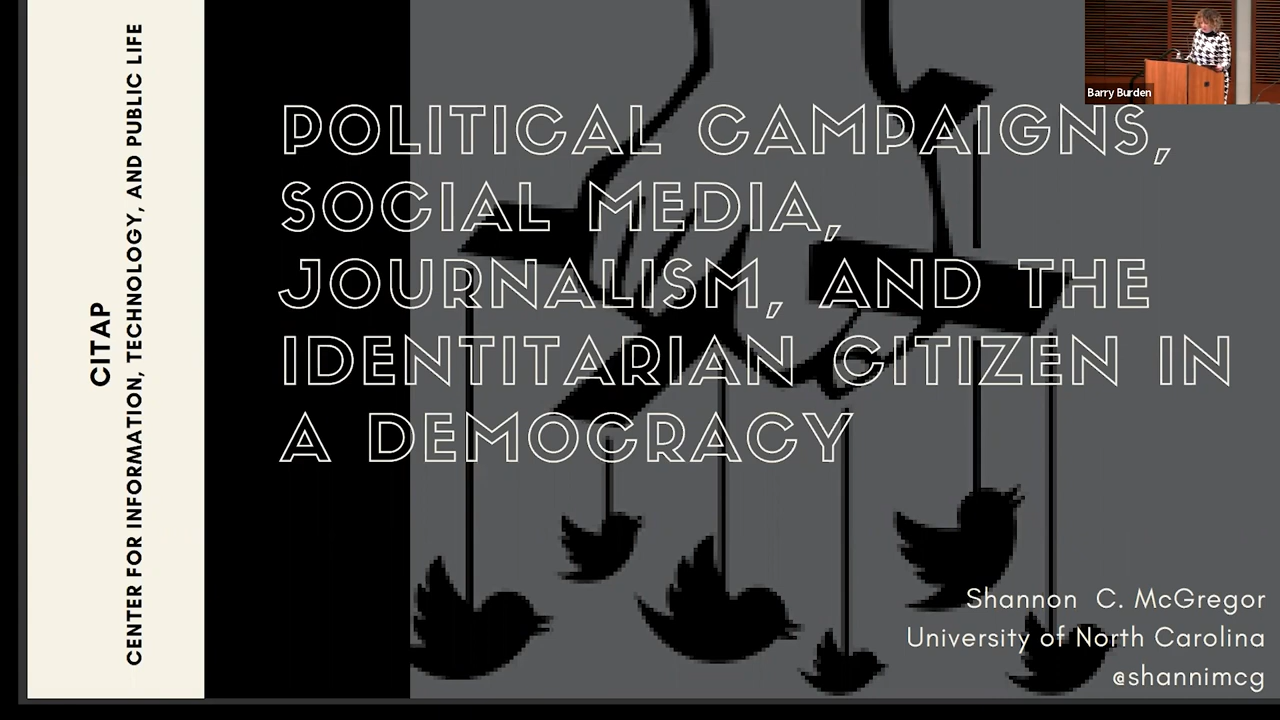 CITAP
CENTER FOR INFORMATION, TECHNOLOGY, AND PUBLIC LIFE
Barry Burden
POLITICAL CAMPAIGNS,
SOCIAL MEDIA,
JOURNALISM, AND THE
IDENTITARIAN CITIZEN IN
A DEMOCRACY
Shannon C. McGregor
University of North Carolina
@shannimcg